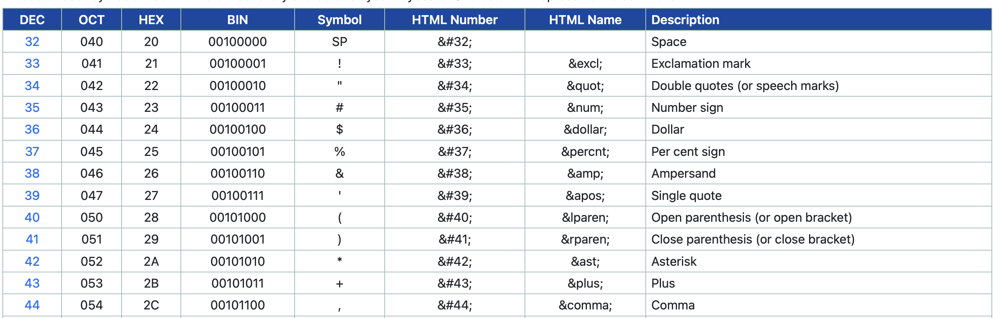 DEC OCT HEX BIN Symbol HTML Number HTML Name Description
32 040 20 00100000 SP &#32; Space
33 041 21 00100001 ! &#33; &excl; Exclamation mark
34 042 22 00100010 " &#34; &quot; Double quotes (or speech marks)
35 043 23 00100011 # &#35; &num; Number sign
36 044 24 00100100 $ &#36; &dollar; Dollar
37 045 25 00100101 % &#37; &percnt; Per cent sign
38 046 26 00100110 & &#38; &amp; Ampersand
39 047 27 00100111 ' &#39; &apos; Single quote
40 050 28 00101000 ( &#40; &lparen; Open parenthesis (or open bracket)
41 051 29 00101001 ) &#41; &rparen; Close parenthesis (or close bracket)
42 052 2A 00101010 * &#42; &ast; Asterisk
43 053 2B 00101011 + &#43; &plus; Plus
44 054 2C 00101100 , &#44; &comma; Comma